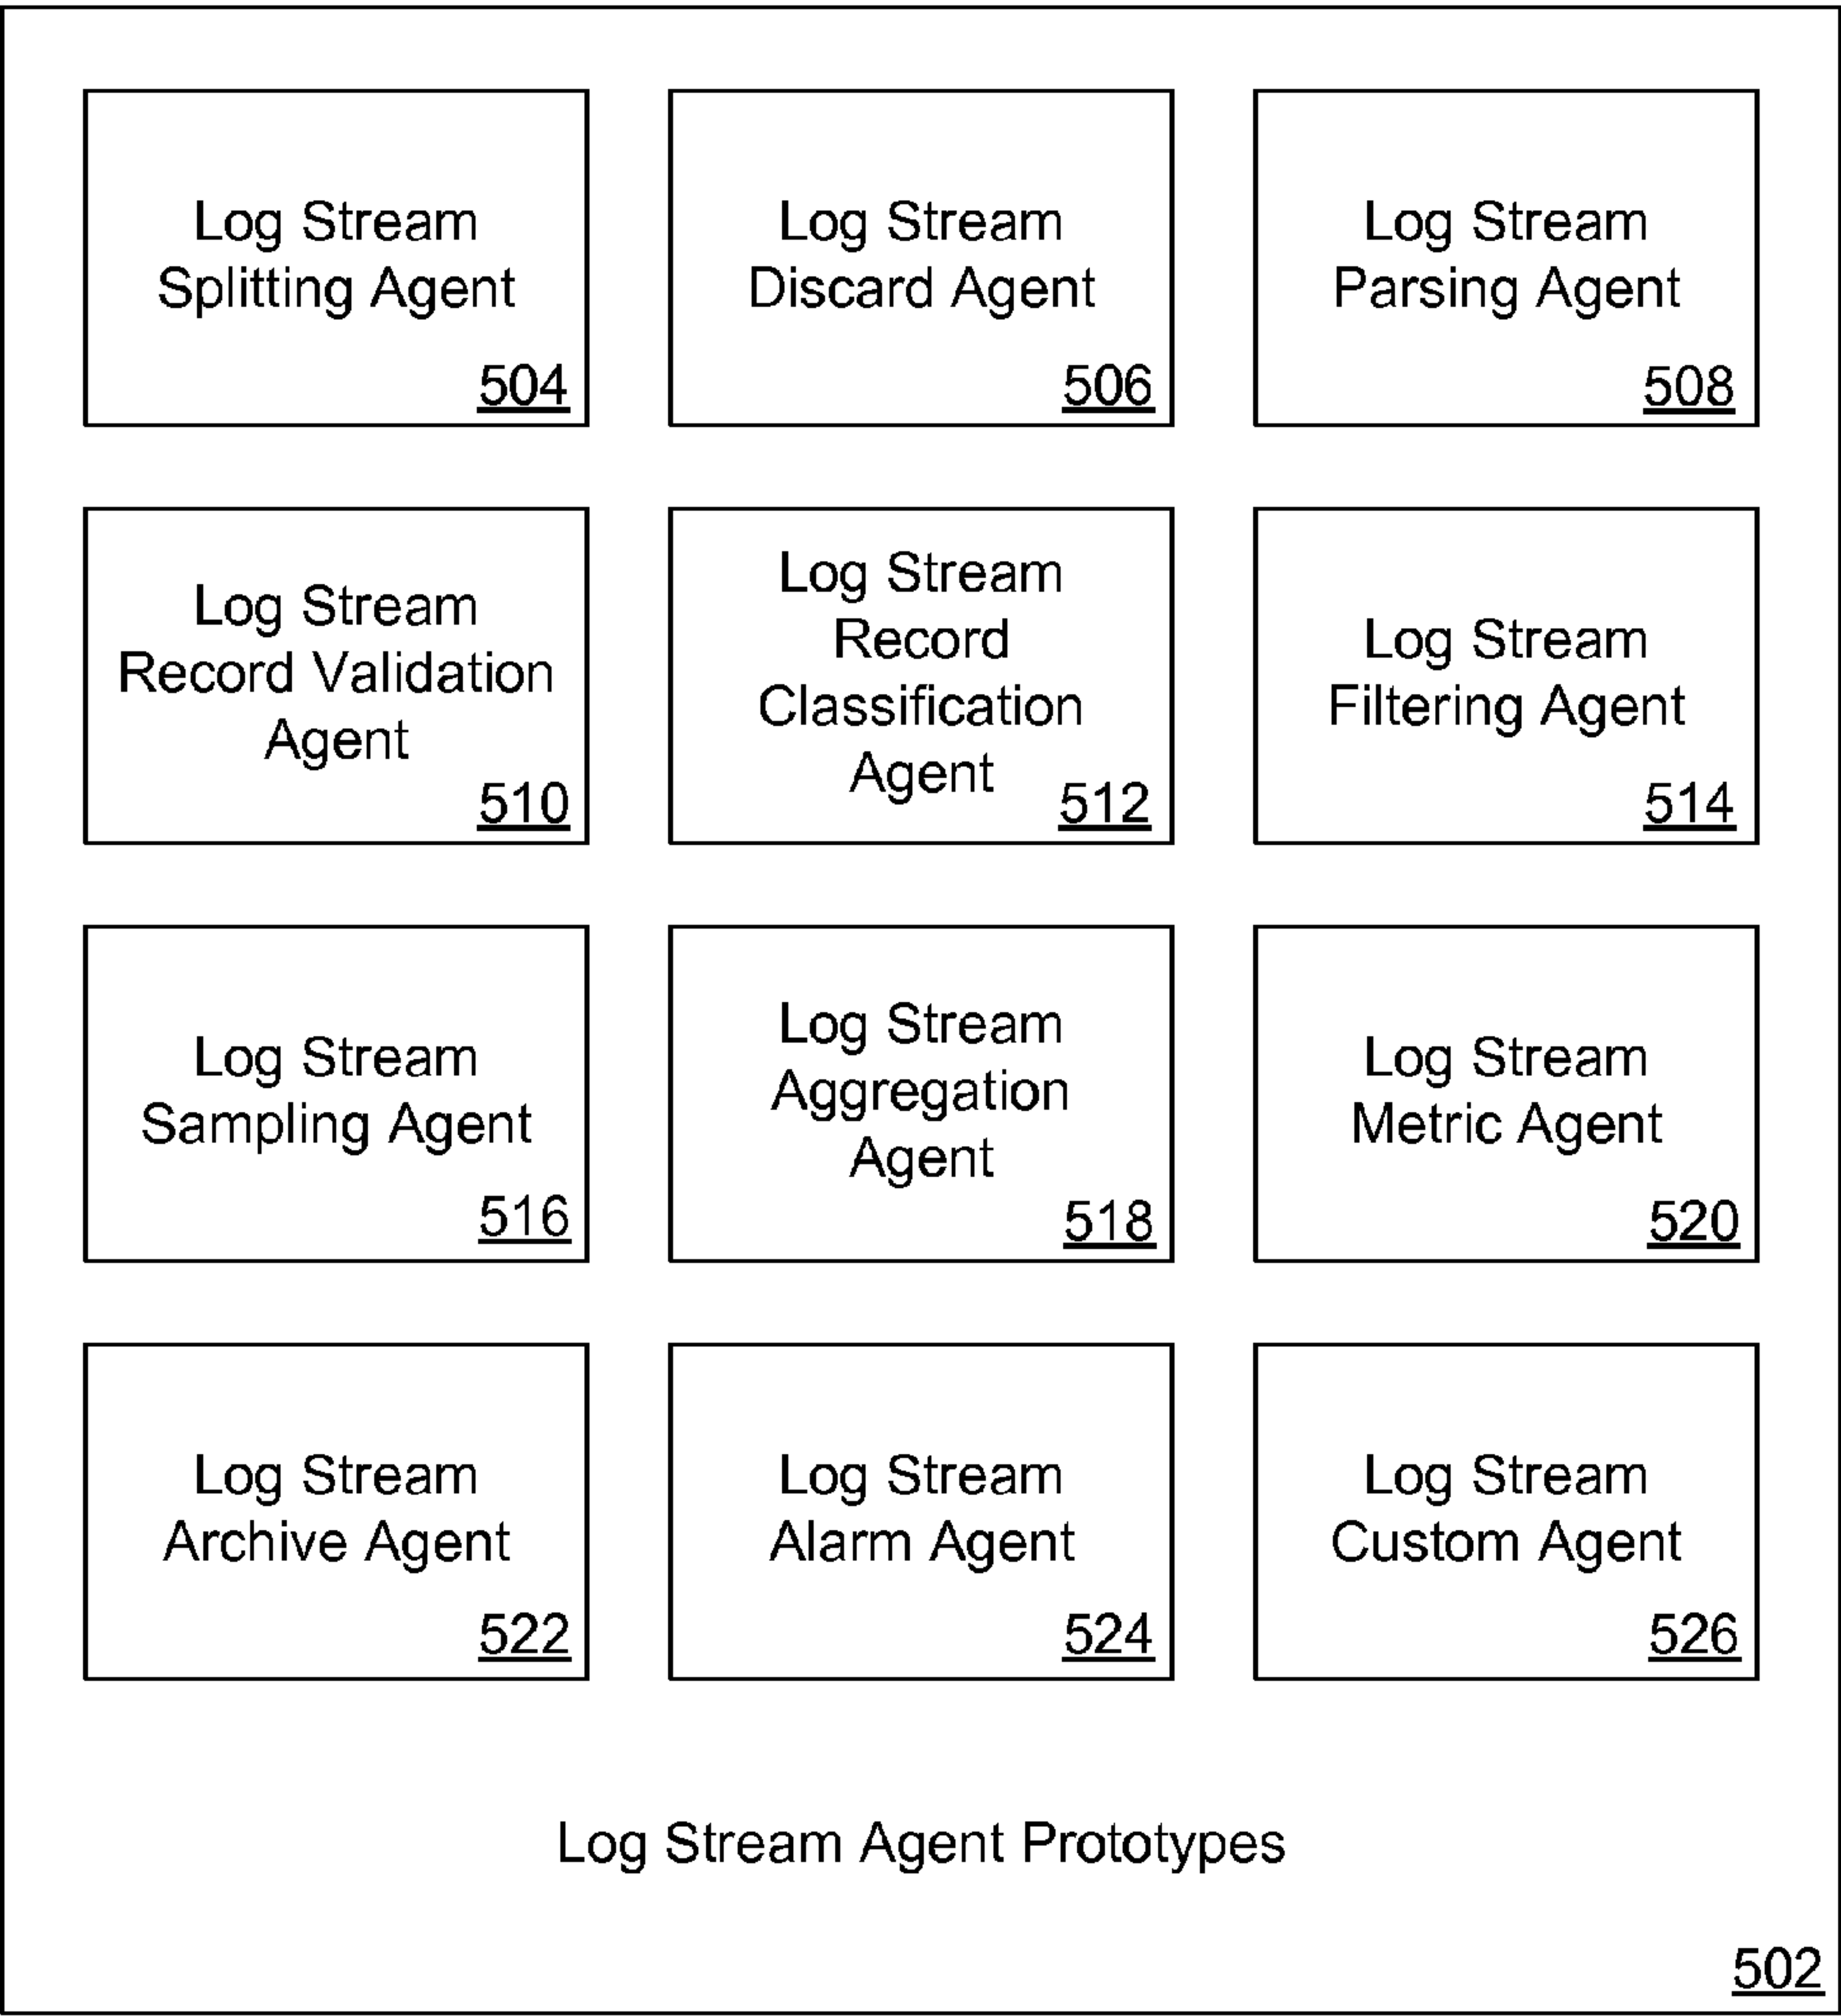 Log Stream
Splitting Agent
504
Log Stream
Discard Agent
506
Log Stream
Parsing Agent
508
Log Stream
Record Validation
Agent
510
Log Stream
Record
Classification
Agent
512
Log Stream
Filtering Agent
514
Log Stream
Sampling Agent
516
Log Stream
Aggregation
Agent
518
Log Stream
Metric Agent
520
Log Stream
Archive Agent
522
Log Stream
Alarm Agent
524
Log Stream
Custom Agent
526
Log Stream Agent Prototypes
502